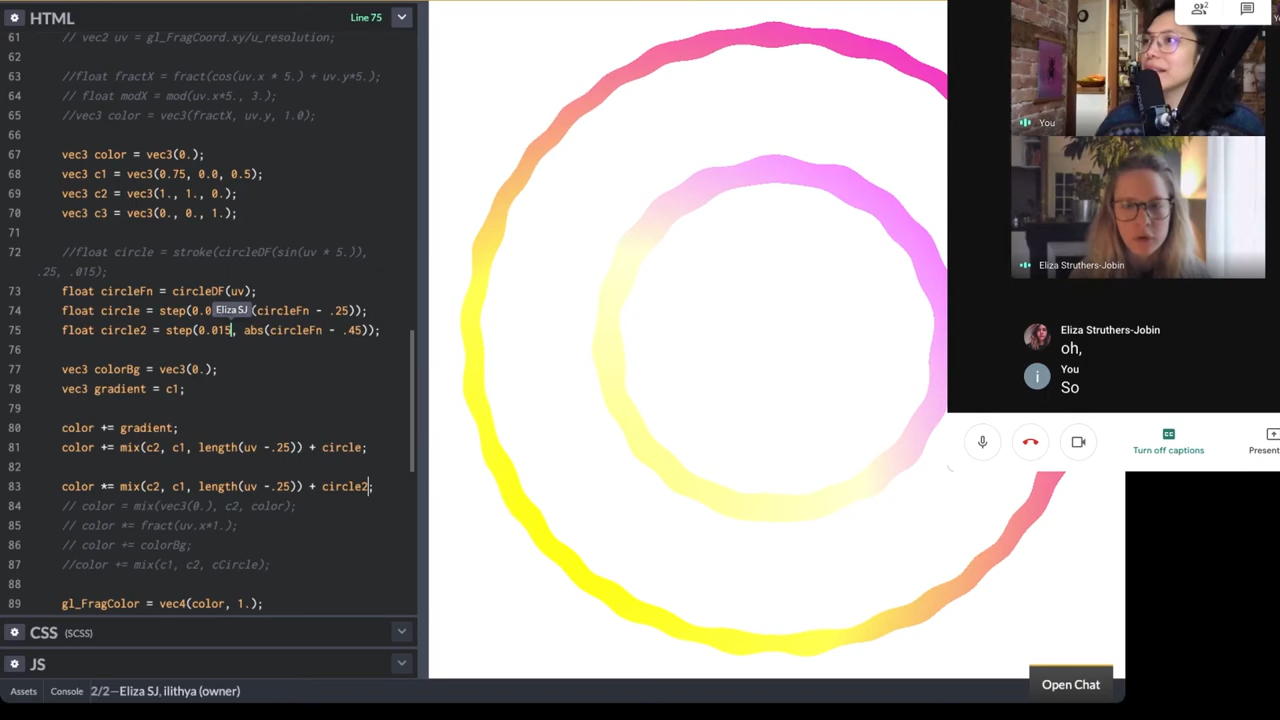 HTML
Line 75
61 // vec2 uv = gl_FragCoord.xy/u_resolution;
62
63 //float fractX = fract(cos(uv.x * 5.) + uv.y*5.);
64 // float modX = mod(uv.x*5., 3.);
65 //vec3 color = vec3(fractX, uv.y, 1.0);
66
67 vec3 color = vec3(0.);
68 vec3 c1 = vec3(0.75, 0.0, 0.5);
69 vec3 c2 = vec3(1., 1., 0.);
70 vec3 c3 = vec3(0., 0., 1.);
71
72 //float circle = stroke(circleDF(sin(uv * 5.)),
.25, .015);
73 float circleFn = circleDF(uv);
Eliza SJ
74 float circle = step(0.0 (circleFn - .25));
75 float circle2 = step(0.015, abs(circleFn - .45));
76
77 vec3 colorBg = vec3(0.);
78 vec3 gradient = c1;
79
80 color += gradient;
81 color += mix(c2, c1, length(uv -.25)) + circle;
82
83 color *= mix(c2, c1, length(uv -.25)) + circle2;
84 // color = mix(vec3(0.), c2, color);
85 // color *= fract(uv.x*1.);
86 // color += colorBg;
87 //color += mix(c1, c2, cCircle);
88
89 gl_FragColor = vec4(color, 1.);
CSS (SCSS)
JS
Assets Console 2/2—Eliza SJ, ilithya (owner)
Open Chat
2
You
Eliza Struthers-Jobin
Eliza Struthers-Jobin
oh,
i
You
So
Turn off captions
Present